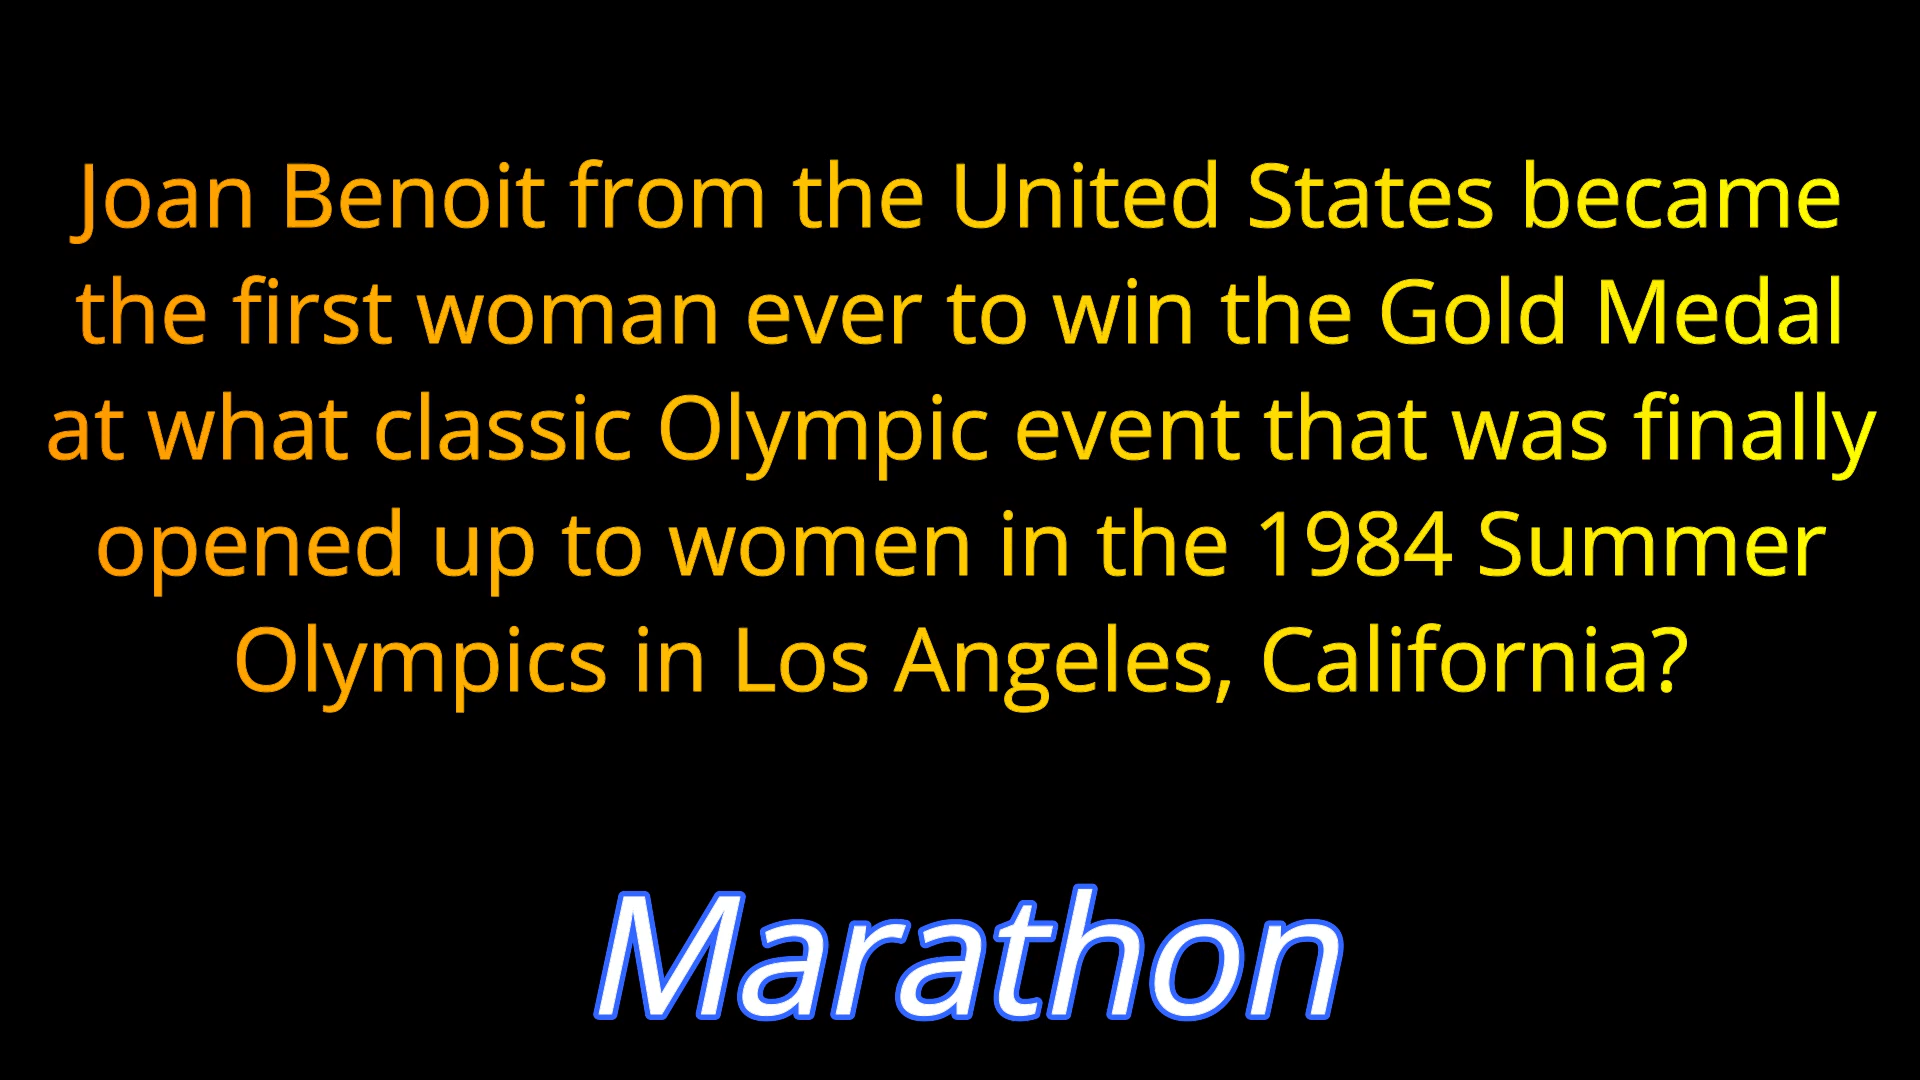 Joan Benoit from the United States became
the first woman ever to win the Gold Medal
at what classic Olympic event that was finally
opened up to women in the 1984 Summer
Olympics in Los Angeles, California?
Marathon